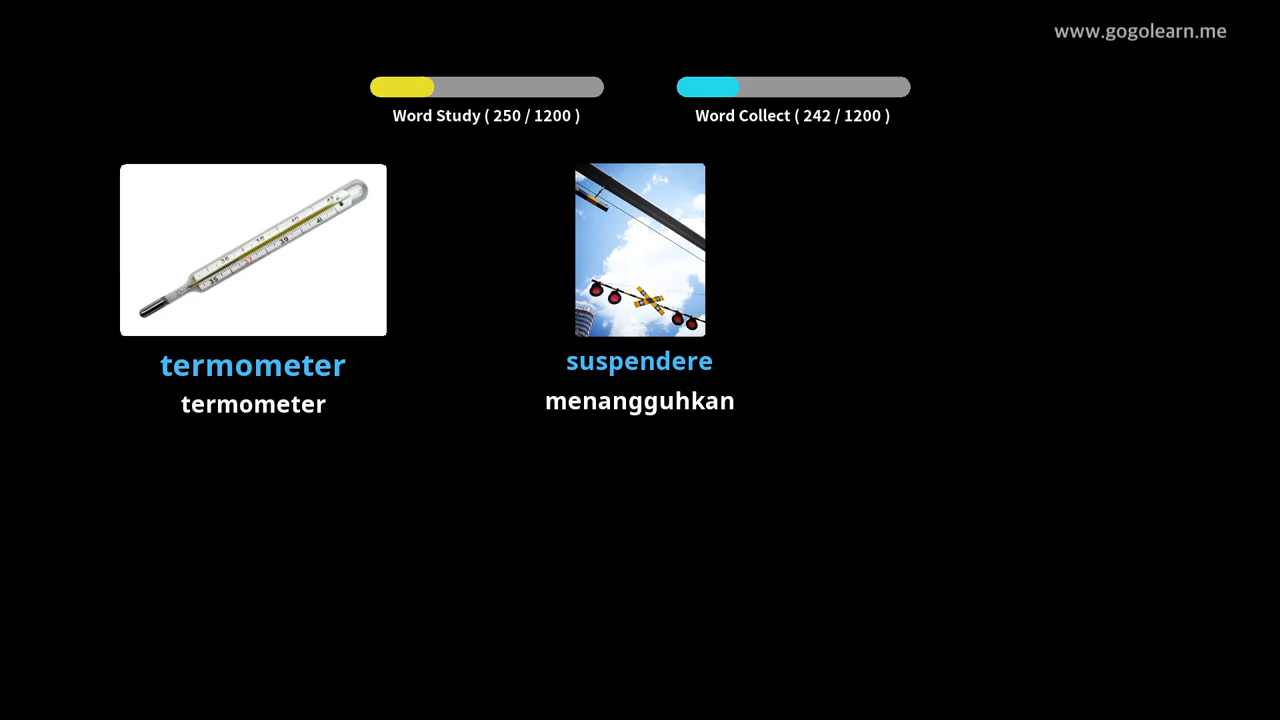 www.gogolearn.me
Word Study ( 250 / 1200 )
Word Collect ( 242 / 1200 )
termometer
termometer
suspendere
menangguhkan